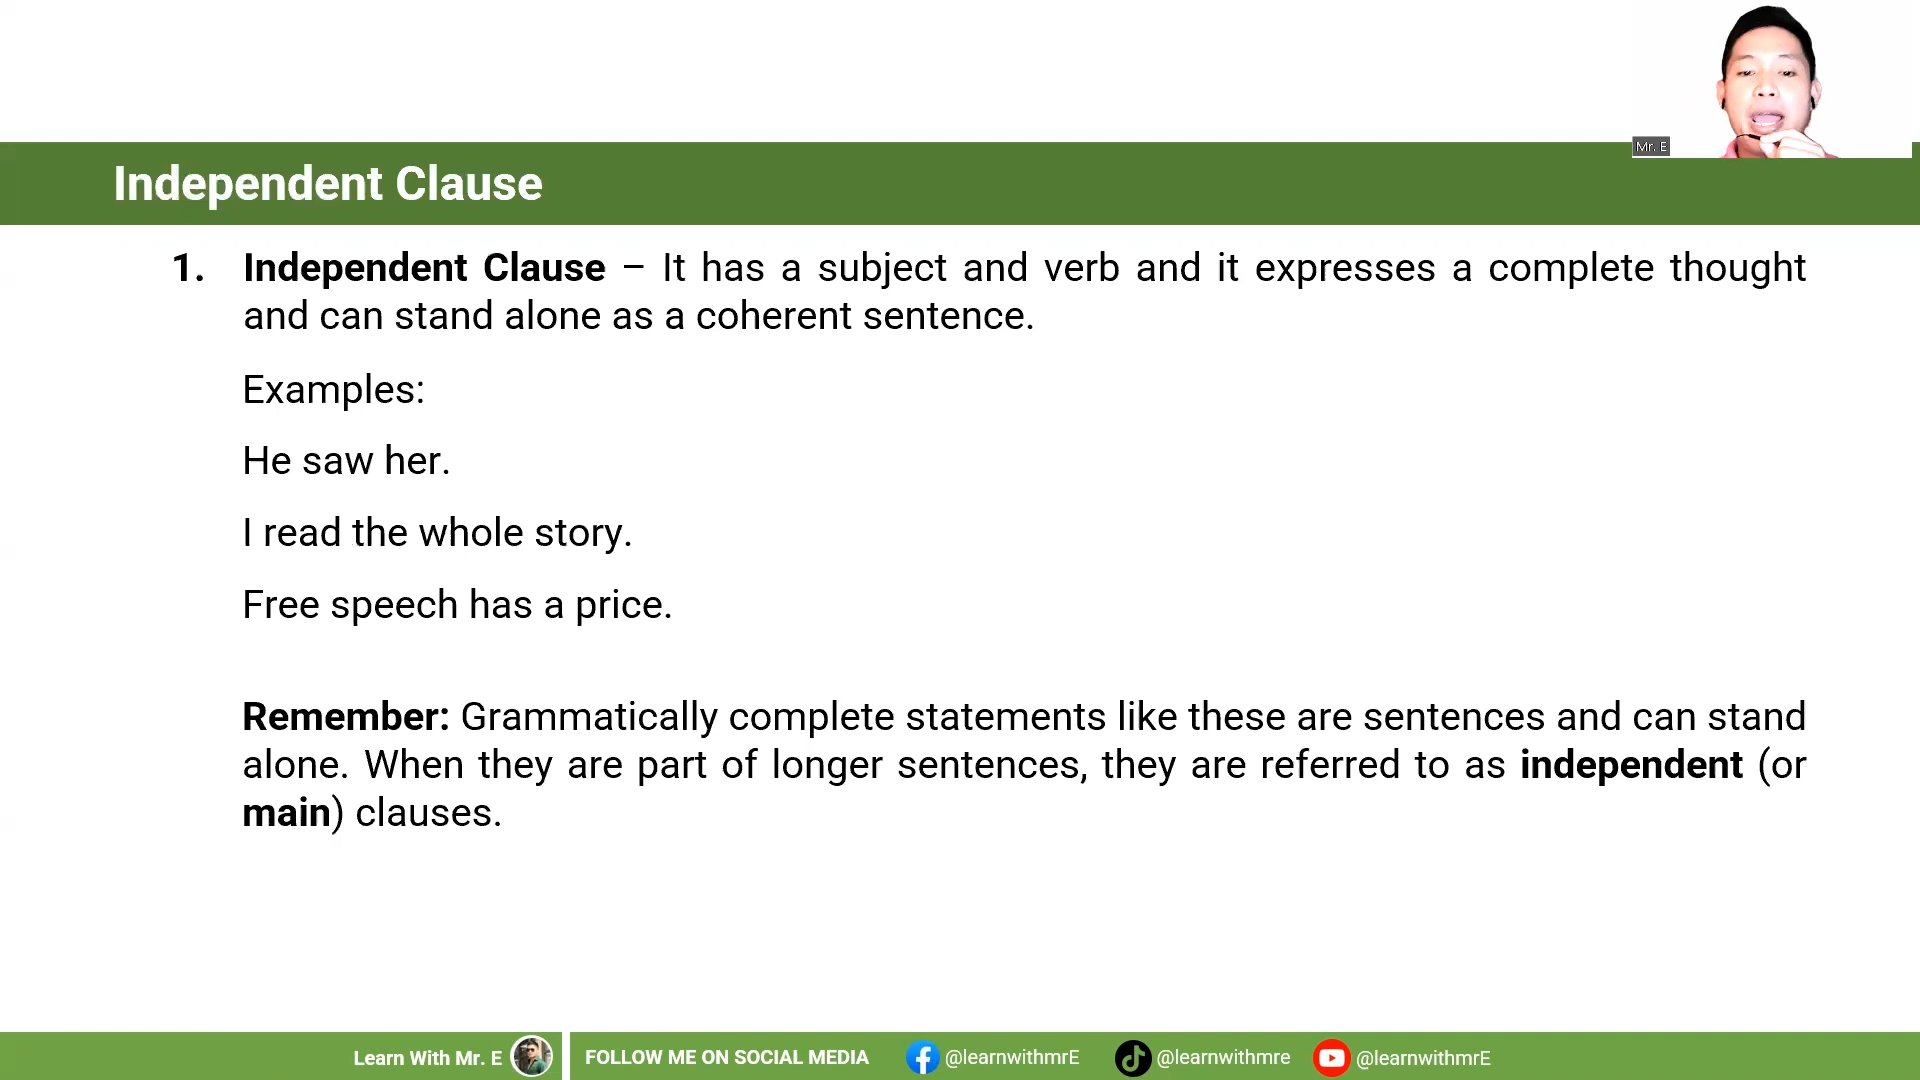 Mr. E
Independent Clause
1. Independent Clause – It has a subject and verb and it expresses a complete thought
and can stand alone as a coherent sentence.
Examples:
He saw her.
I read the whole story.
Free speech has a price.
Remember: Grammatically complete statements like these are sentences and can stand
alone. When they are part of longer sentences, they are referred to as independent (or
main) clauses.
Learn With Mr. E FOLLOW ME ON SOCIAL MEDIA @learnwithmrE @learnwithmre @learnwithmrE